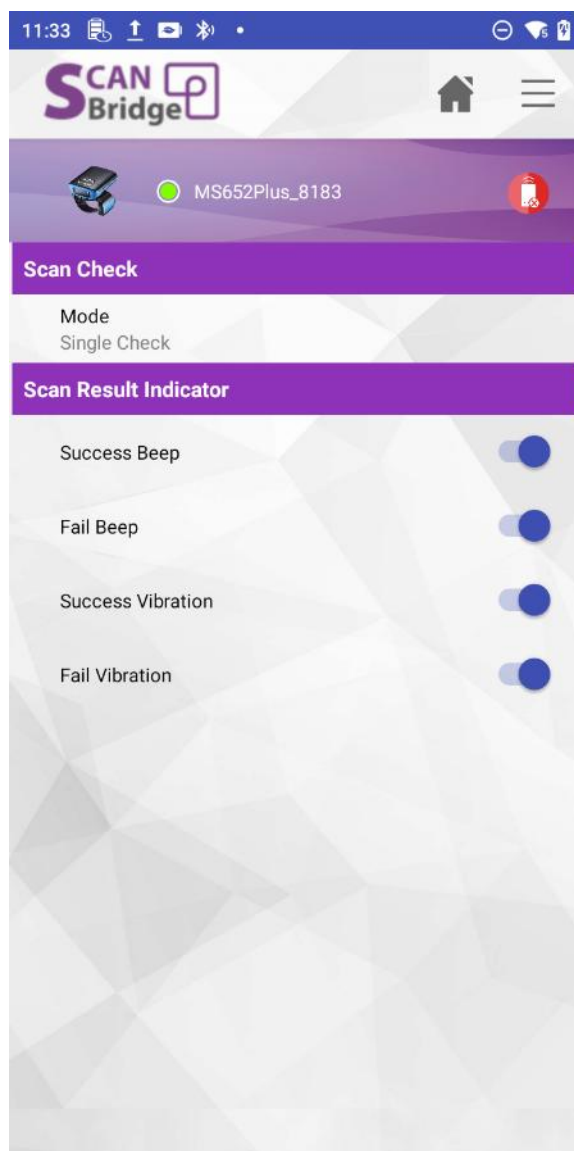 11:33
SCAN
Bridge
MS652Plus_8183
Scan Check
Mode
Single Check
Scan Result Indicator
Success Beep
Fail Beep
Success Vibration
Fail Vibration